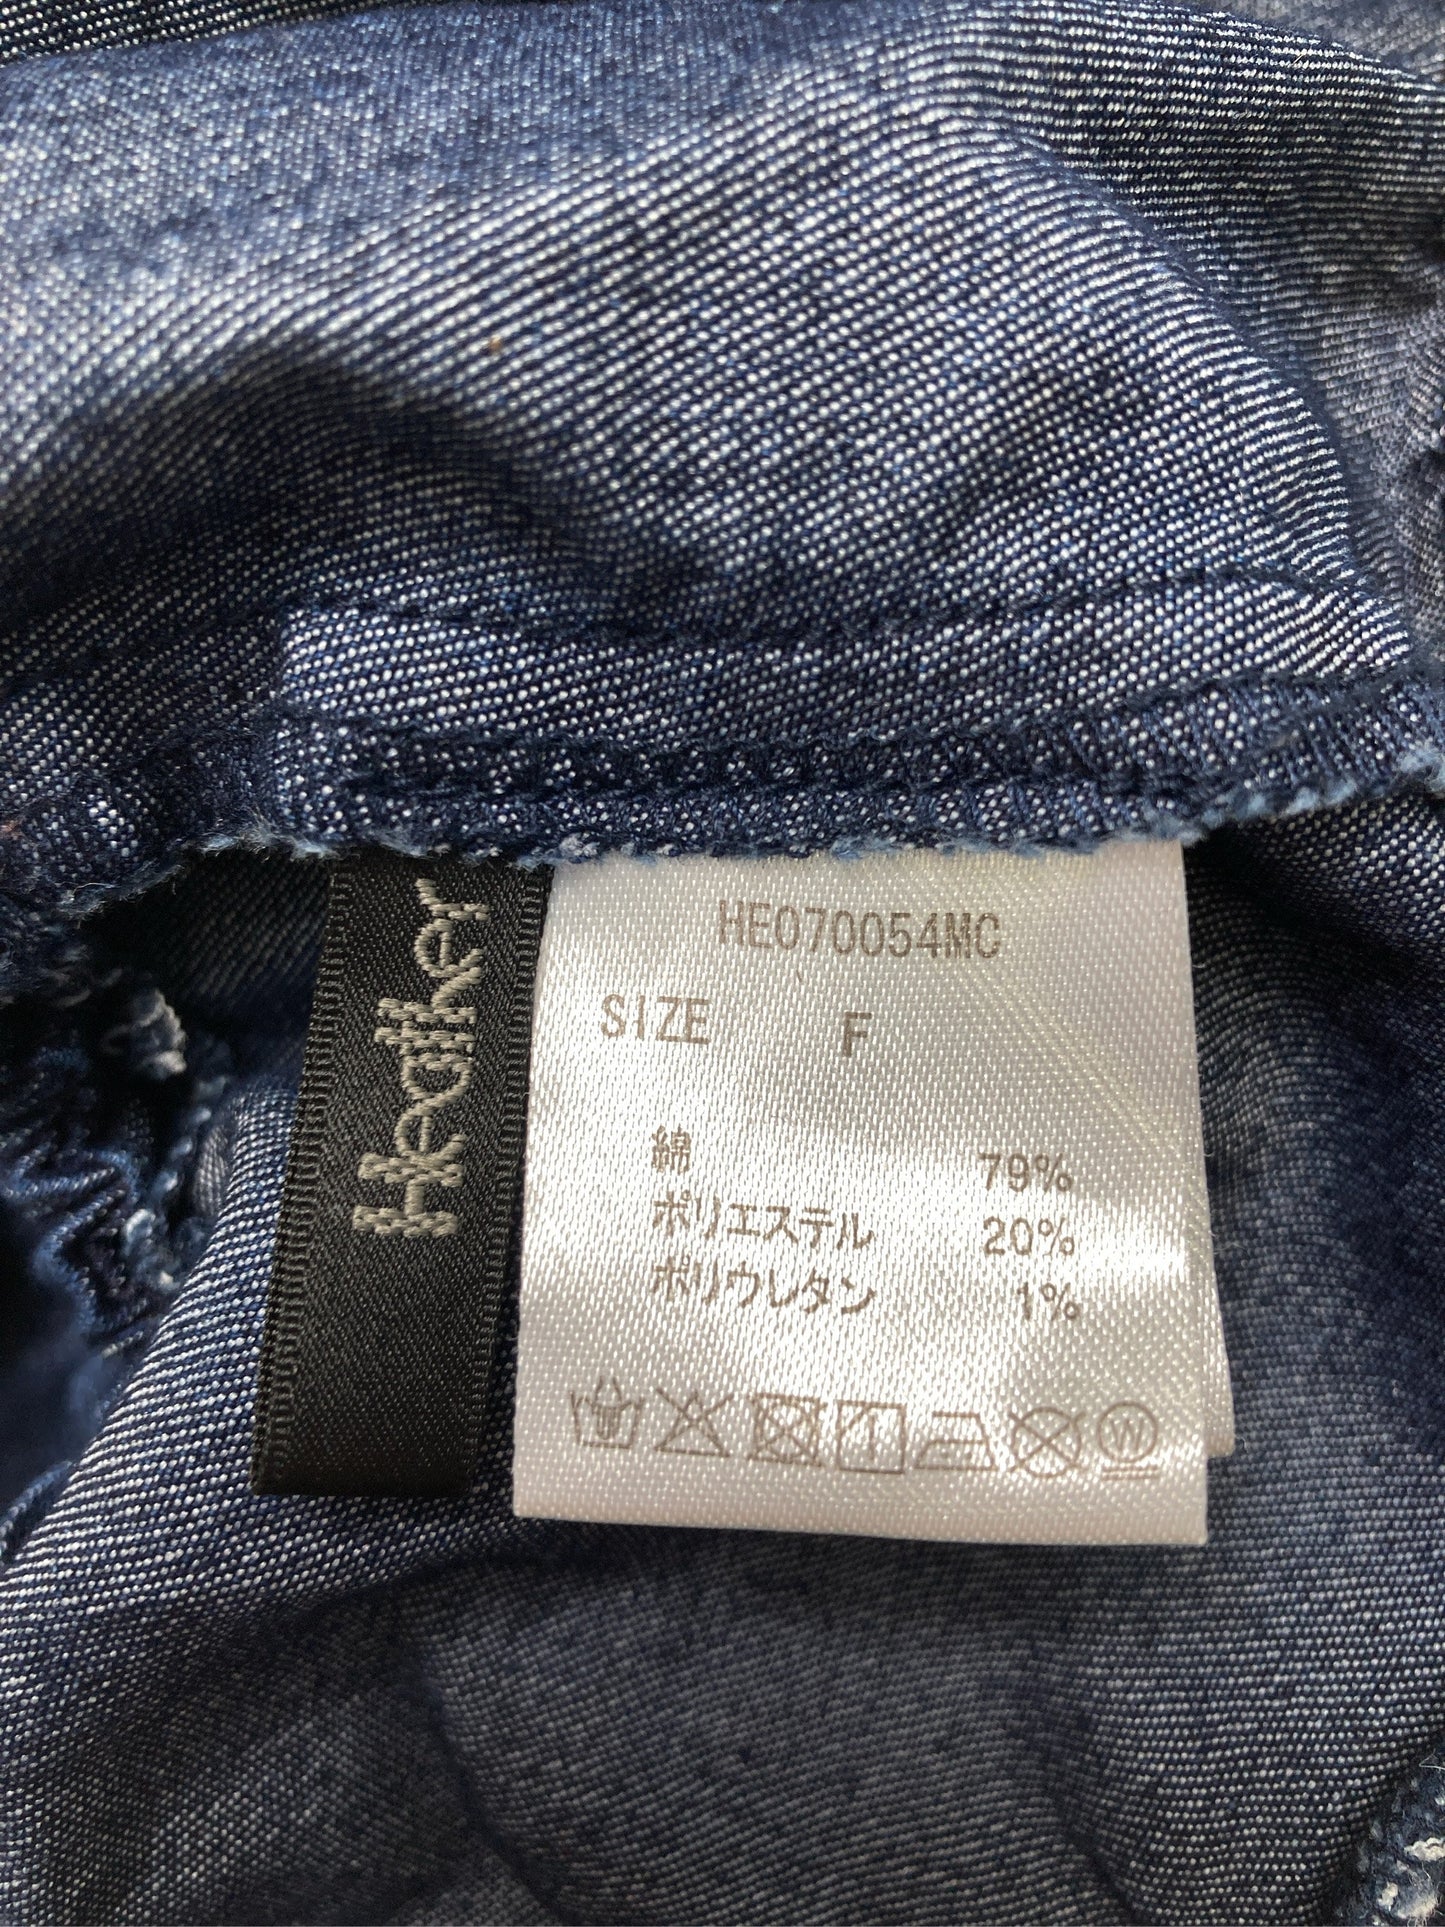 Heather
HE070054MC
SIZE F
綿 79%
ポリエステル 20%
ポリウレタン 1%
W